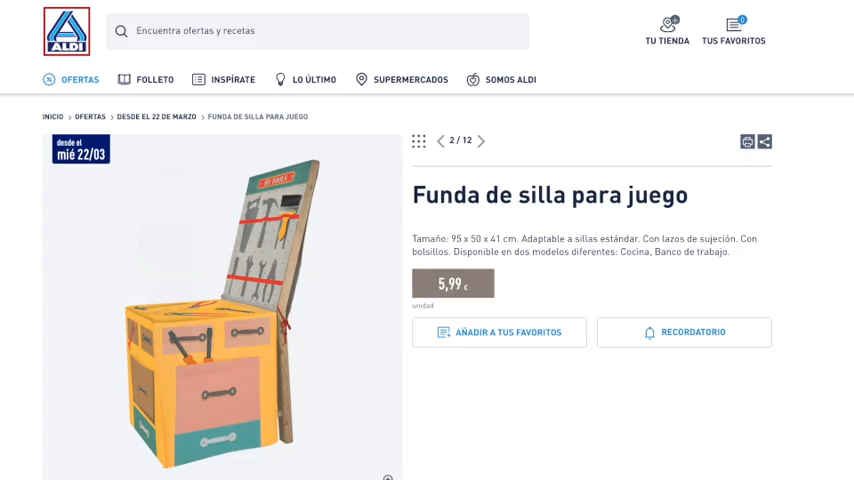 ALDI
Encuentra ofertas y recetas
TU TIENDA
0
TUS FAVORITOS
OFERTAS
FOLLETO
INSPÍRATE
LO ÚLTIMO
SUPERMERCADOS
SOMOS ALDI
INICIO > OFERTAS > DESDE EL 22 DE MARZO > FUNDA DE SILLA PARA JUEGO
desde el
mié 22/03
MY TOOLS
2 / 12
Funda de silla para juego
Tamaño: 95 x 50 x 41 cm. Adaptable a sillas estándar. Con lazos de sujeción. Con
bolsillos. Disponible en dos modelos diferentes: Cocina, Banco de trabajo.
5,99 €
unidad
AÑADIR A TUS FAVORITOS
RECORDATORIO